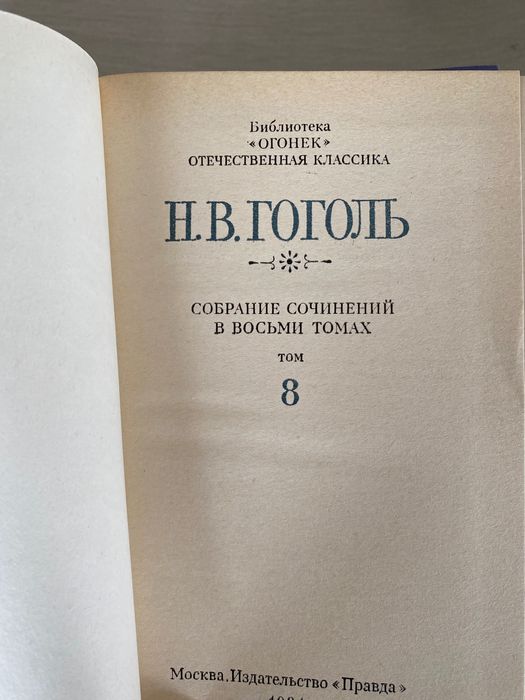 Библиотека
«ОГОНЕК»
ОТЕЧЕСТВЕННАЯ КЛАССИКА
Н.В.ГОГОЛЬ
СОБРАНИЕ СОЧИНЕНИЙ
В ВОСЬМИ ТОМАХ
ТОМ
8
Москва. Издательство «Правда»